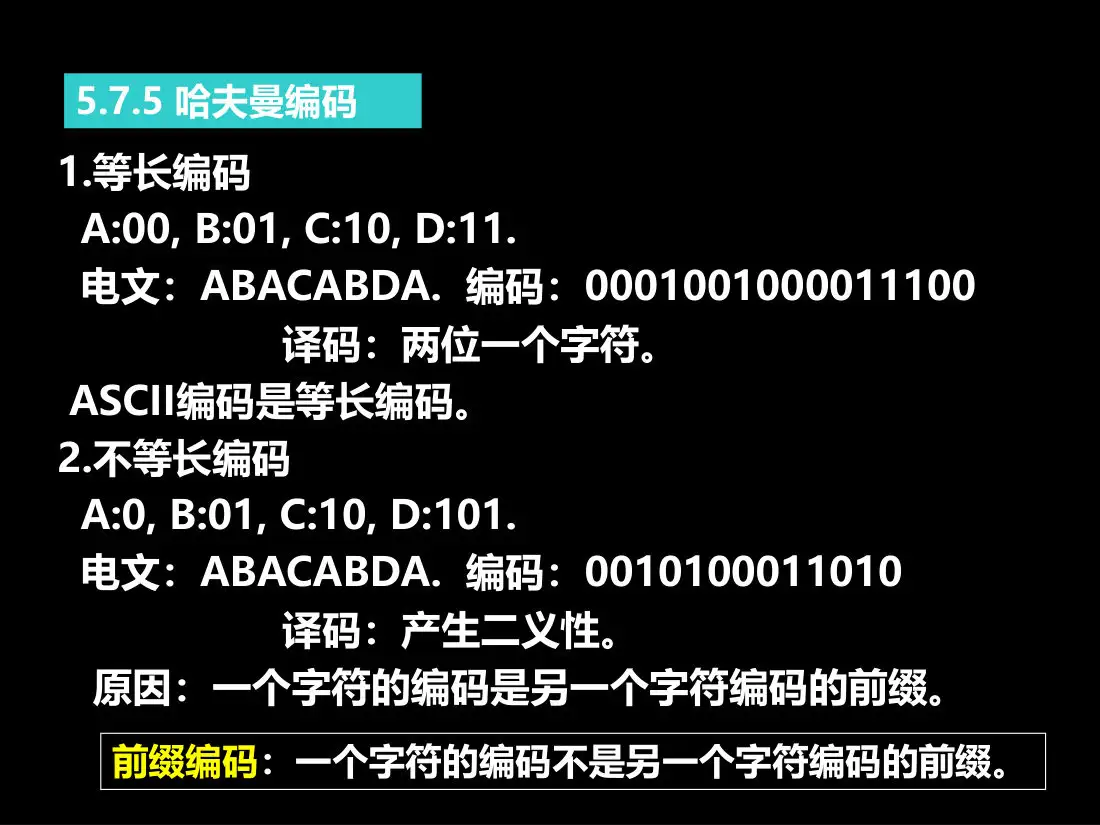 5.7.5 哈夫曼编码
1.等长编码
A:00, B:01, C:10, D:11.
电文：ABACABDA. 编码：0001001000011100
译码：两位一个字符。
ASCII编码是等长编码。
2.不等长编码
A:0, B:01, C:10, D:101.
电文：ABACABDA. 编码：0010100011010
译码：产生二义性。
原因：一个字符的编码是另一个字符编码的前缀。
前缀编码：一个字符的编码不是另一个字符编码的前缀。